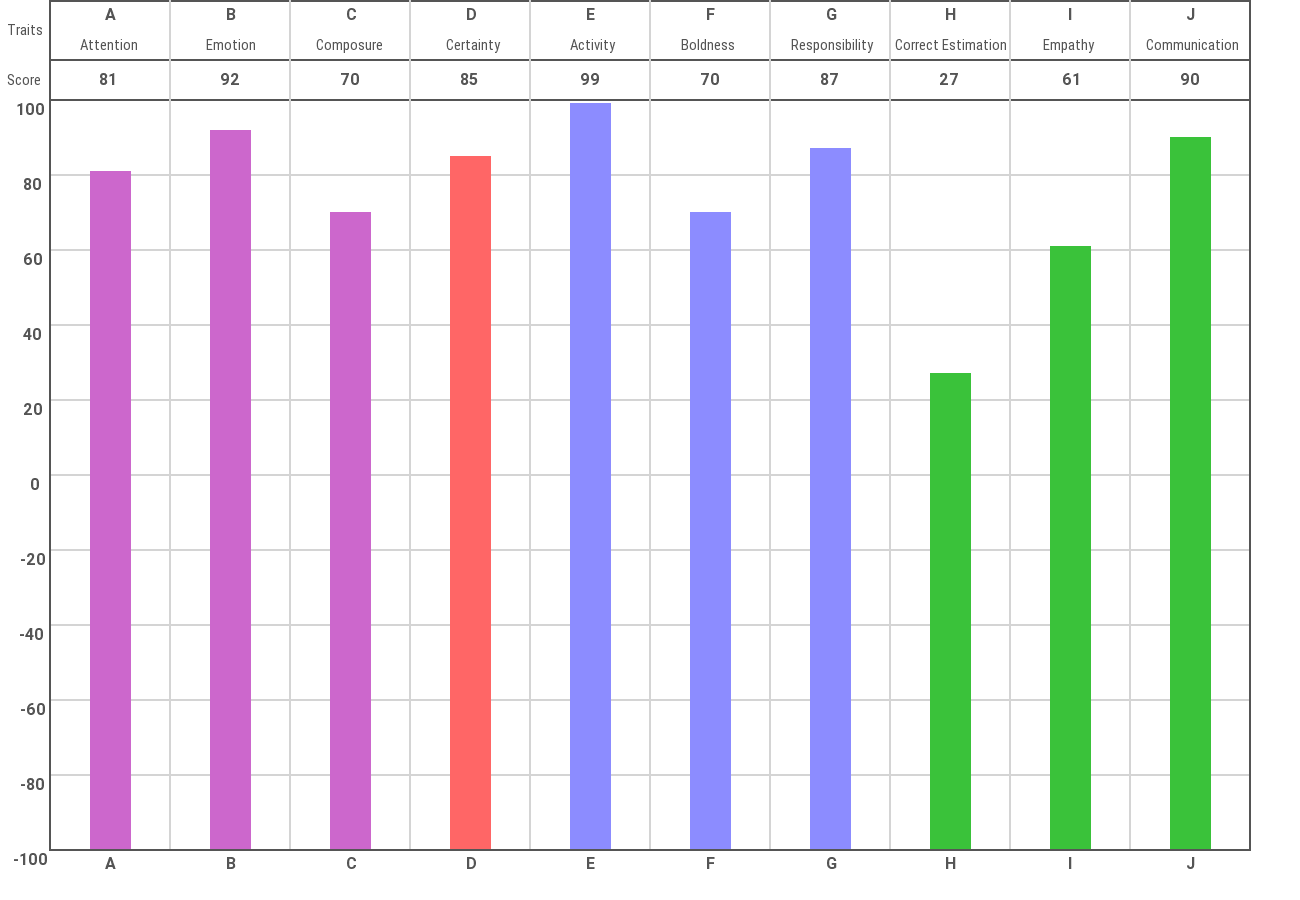 Traits
A B C D E F G H I J
Attention Emotion Composure Certainty Activity Boldness Responsibility Correct Estimation Empathy Communication
Score 81 92 70 85 99 70 87 27 61 90
100
80
60
40
20
0
-20
-40
-60
-80
-100
A B C D E F G H I J